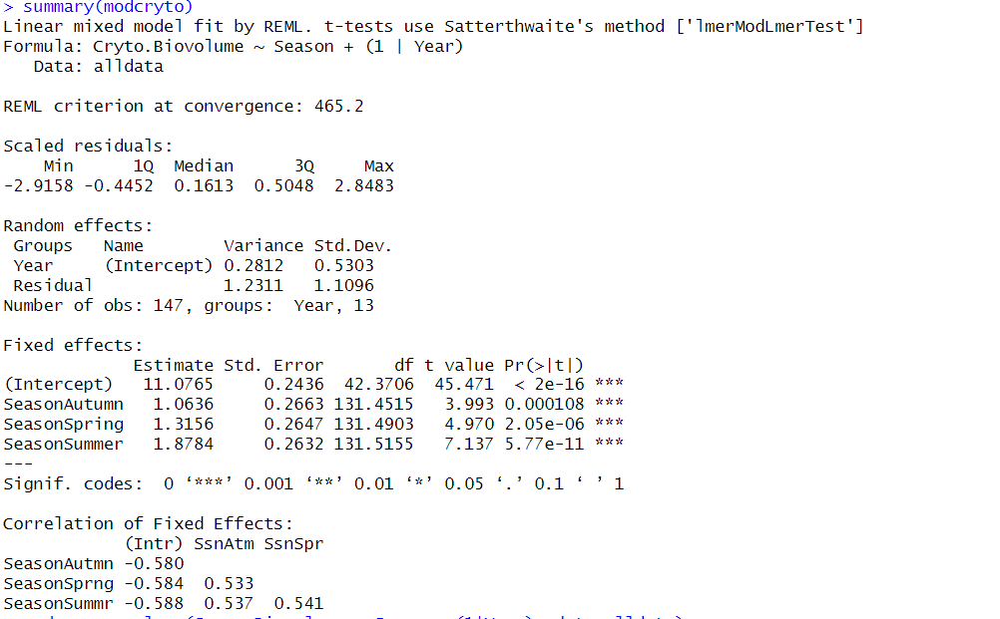 > summary(modcryto)
Linear mixed model fit by REML. t-tests use Satterthwaite's method ['lmerModLmerTest']
Formula: Cryto.Biovolume ~ Season + (1 | Year)
   Data: alldata

REML criterion at convergence: 465.2

Scaled residuals:
    Min      1Q  Median      3Q     Max
-2.9158 -0.4452  0.1613  0.5048  2.8483

Random effects:
 Groups   Name        Variance Std.Dev.
 Year     (Intercept) 0.2812   0.5303
 Residual             1.2311   1.1096
Number of obs: 147, groups:  Year, 13

Fixed effects:
             Estimate Std. Error       df t value Pr(>|t|)
(Intercept)   11.0765     0.2436  42.3706  45.471  < 2e-16 ***
SeasonAutumn   1.0636     0.2663 131.4515   3.993 0.000108 ***
SeasonSpring   1.3156     0.2647 131.4903   4.970 2.05e-06 ***
SeasonSummer   1.8784     0.2632 131.5155   7.137 5.77e-11 ***
---
Signif. codes:  0 ‘***’ 0.001 ‘**’ 0.01 ‘*’ 0.05 ‘.’ 0.1 ‘ ’ 1

Correlation of Fixed Effects:
            (Intr) SsnAtm SsnSpr
SeasonAutmn -0.580
SeasonSprng -0.584  0.533
SeasonSummr -0.588  0.537  0.541